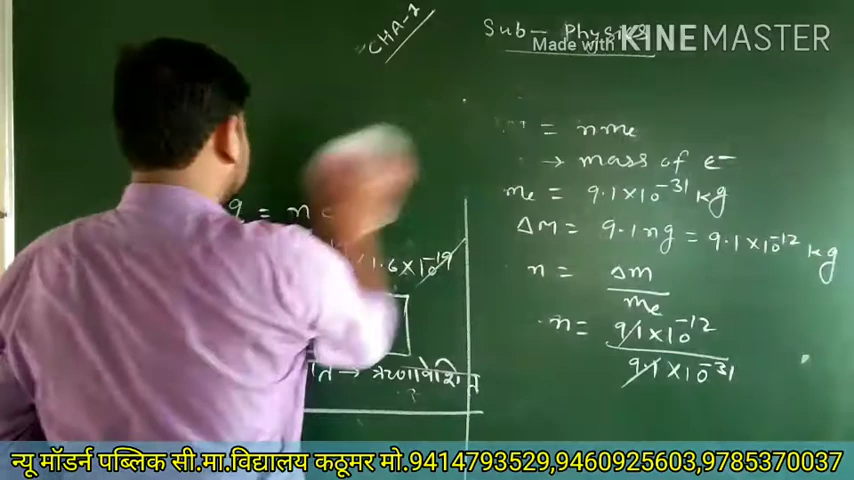 CHA-1
Sub- Physics
Made with KINEMASTER
= nme
→ mass of e-
me = 9.1×10-31 kg
ΔM = 9.1 ng = 9.1×10-12 kg
n = Δm
me
n = 9.1×10-12
9.1×10-31
q = n
1.6×10-19
→ ऋणावेशित
न्यू मॉडर्न पब्लिक सी.मा.विद्यालय कठूमर मो.9414793529,9460925603,9785370037